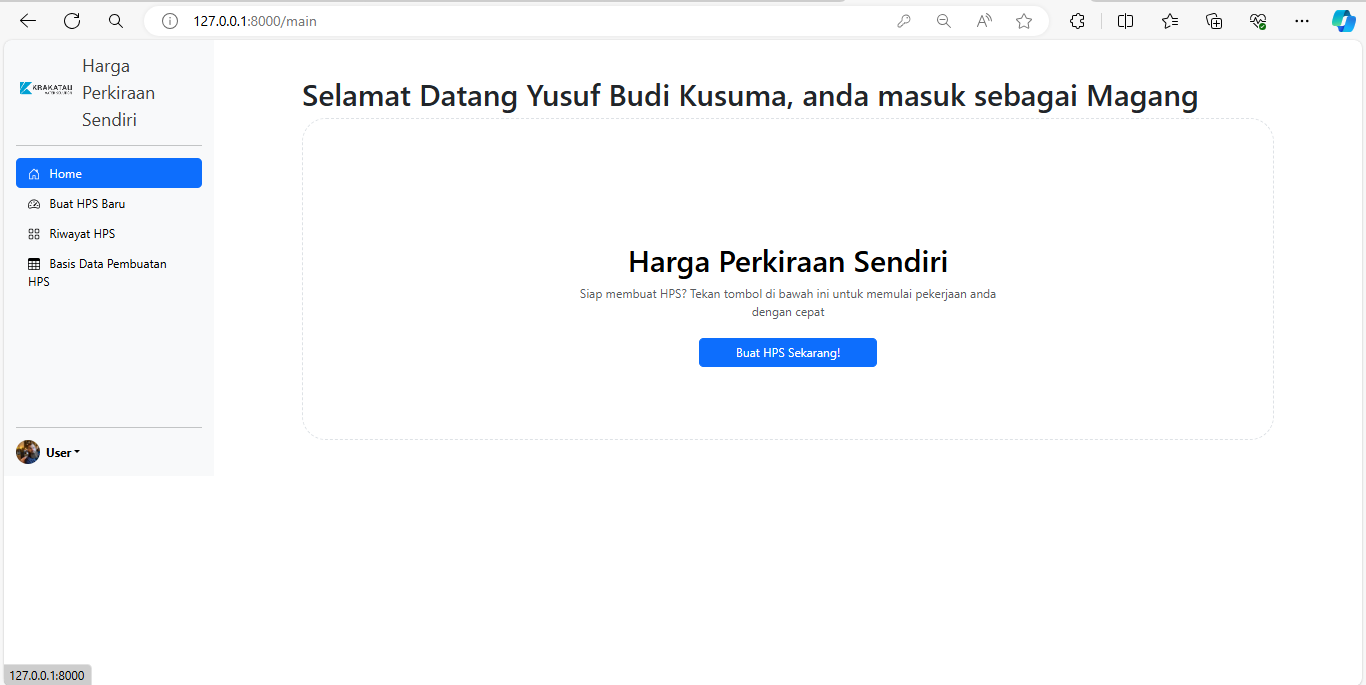 127.0.0.1:8000/main
Harga
Perkiraan
Sendiri
KRAKATAU
Home
Buat HPS Baru
Riwayat HPS
Basis Data Pembuatan
HPS
User
Selamat Datang Yusuf Budi Kusuma, anda masuk sebagai Magang
Harga Perkiraan Sendiri
Siap membuat HPS? Tekan tombol di bawah ini untuk memulai pekerjaan anda
dengan cepat
Buat HPS Sekarang!
127.0.0.1:8000